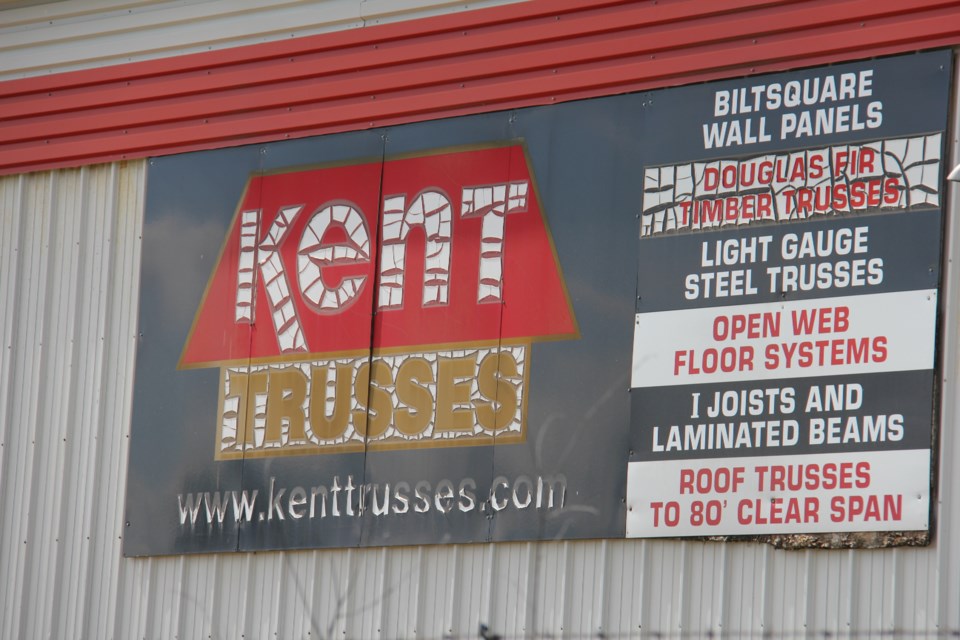 Kent
TRUSSES
www.kenttrusses.com
BILTSQUARE
WALL PANELS
DOUGLAS FIR
TIMBER TRUSSES
LIGHT GAUGE
STEEL TRUSSES
OPEN WEB
FLOOR SYSTEMS
I JOISTS AND
LAMINATED BEAMS
ROOF TRUSSES
TO 80' CLEAR SPAN